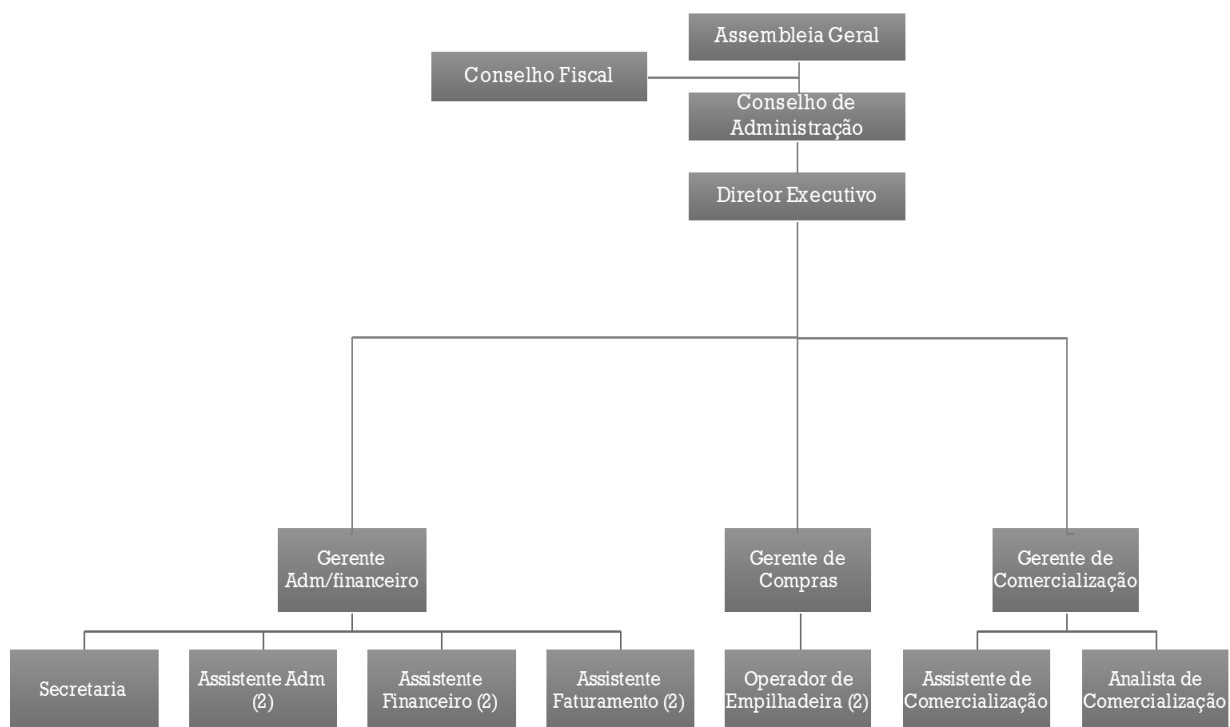 Assembleia Geral
Conselho Fiscal
Conselho de
Administração
Diretor Executivo
Gerente
Adm/financeiro
Gerente de
Compras
Gerente de
Comercialização
Secretaria
Assistente Adm
(2)
Assistente
Financeiro (2)
Assistente
Faturamento (2)
Operador de
Empilhadeira (2)
Assistente de
Comercialização
Analista de
Comercialização